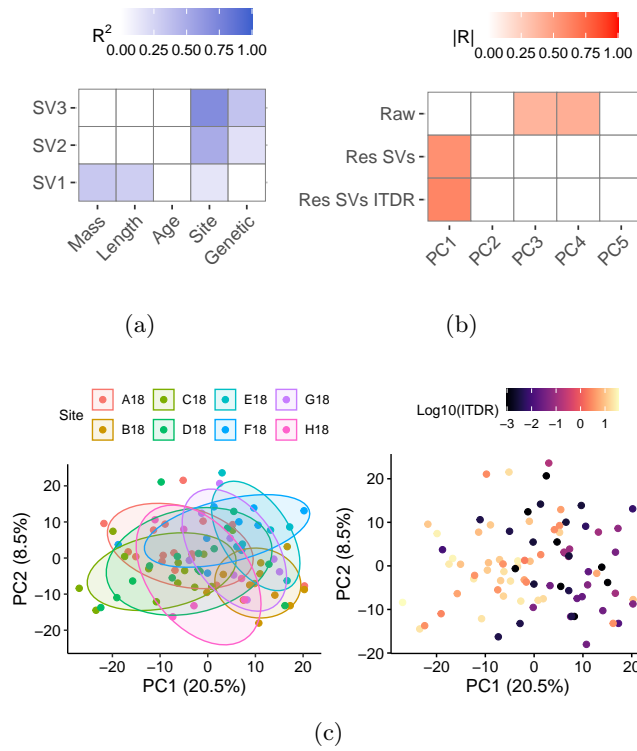 R²
0.00 0.25 0.50 0.75 1.00
SV3
SV2
SV1
Mass
Length
Age
Site
Genetic
(a)
|R|
0.00 0.25 0.50 0.75 1.00
Raw
Res SVs
Res SVs ITDR
PC1
PC2
PC3
PC4
PC5
(b)
Site
A18 C18 E18 G18
B18 D18 F18 H18
PC2 (8.5%)
20
10
0
−10
−20
−20 −10 0 10 20
PC1 (20.5%)
Log10(ITDR)
−3 −2 −1 0 1
PC2 (8.5%)
20
10
0
−10
−20
−20 −10 0 10 20
PC1 (20.5%)
(c)